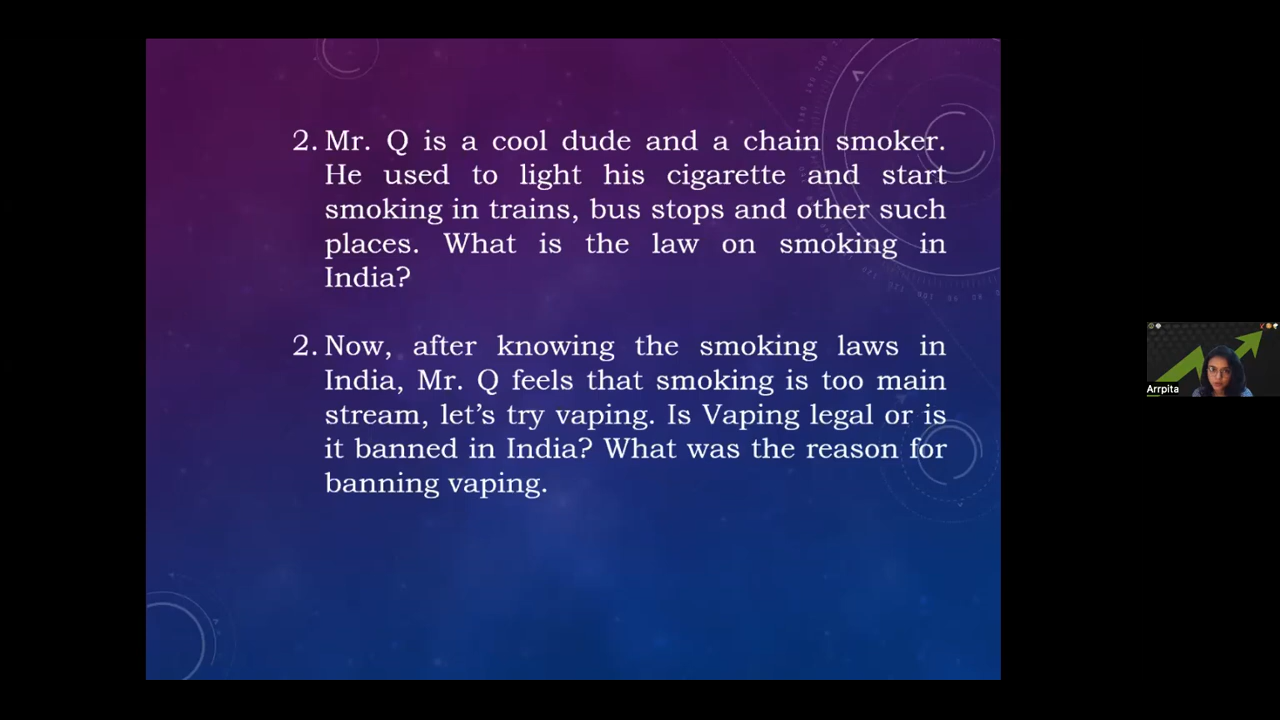 2. Mr. Q is a cool dude and a chain smoker.
He used to light his cigarette and start
smoking in trains, bus stops and other such
places. What is the law on smoking in
India?
2. Now, after knowing the smoking laws in
India, Mr. Q feels that smoking is too main
stream, let's try vaping. Is Vaping legal or is
it banned in India? What was the reason for
banning vaping.
Arrpita